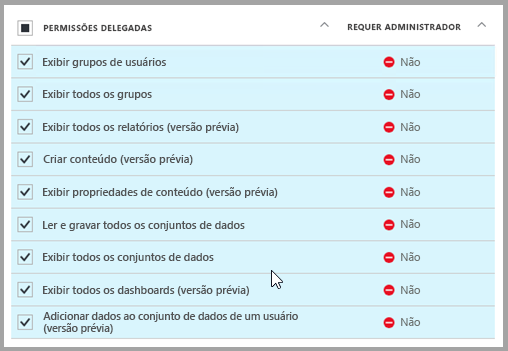 PERMISSÕES DELEGADAS REQUER ADMINISTRADOR
Exibir grupos de usuários Não
Exibir todos os grupos Não
Exibir todos os relatórios (versão prévia) Não
Criar conteúdo (versão prévia) Não
Exibir propriedades de conteúdo (versão prévia) Não
Ler e gravar todos os conjuntos de dados Não
Exibir todos os conjuntos de dados Não
Exibir todos os dashboards (versão prévia) Não
Adicionar dados ao conjunto de dados de um usuário Não
(versão prévia)